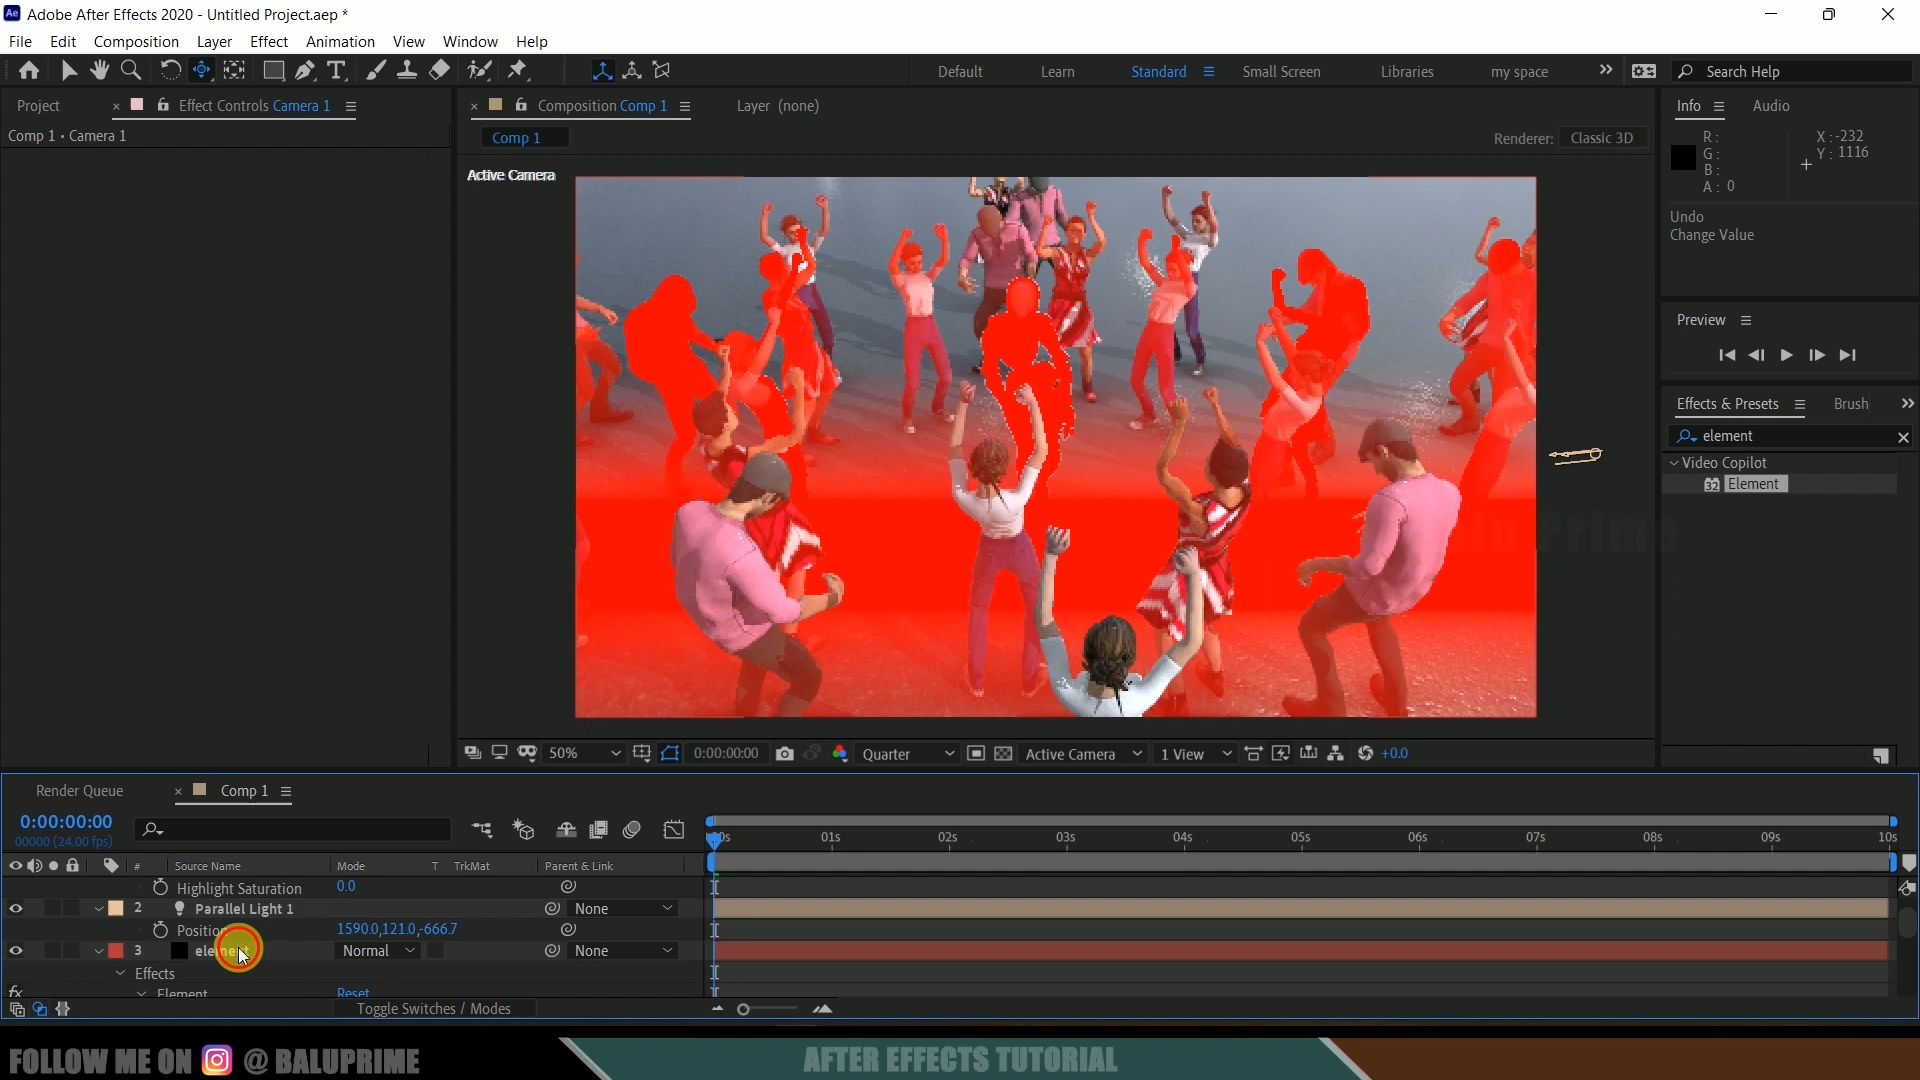 Adobe After Effects 2020 - Untitled Project.aep *
File Edit Composition Layer Effect Animation View Window Help
Default Learn Standard Small Screen Libraries my space Search Help
Project Effect Controls Camera 1
Comp 1 • Camera 1
Composition Comp 1 Layer (none)
Comp 1
Renderer: Classic 3D
Active Camera
Info Audio
R:
G:
B:
A: 0
X:-232
Y: 1116
Undo
Change Value
Preview
Effects & Presets Brush
element
Video Copilot
32 Element
50% 0:00:00:00 Quarter Active Camera 1 View +0.0
Render Queue Comp 1
0:00:00:00
00000 (24.00 fps)
# Source Name Mode T TrkMat Parent & Link
01s 02s 03s 04s 05s 06s 07s 08s 09s 10s
Highlight Saturation 0.0
2 Parallel Light 1 None
Position 1590.0,121.0,-666.7
3 element Normal None
Effects
fx Element Reset
Toggle Switches / Modes
FOLLOW ME ON @ BALUPRIME
AFTER EFFECTS TUTORIAL